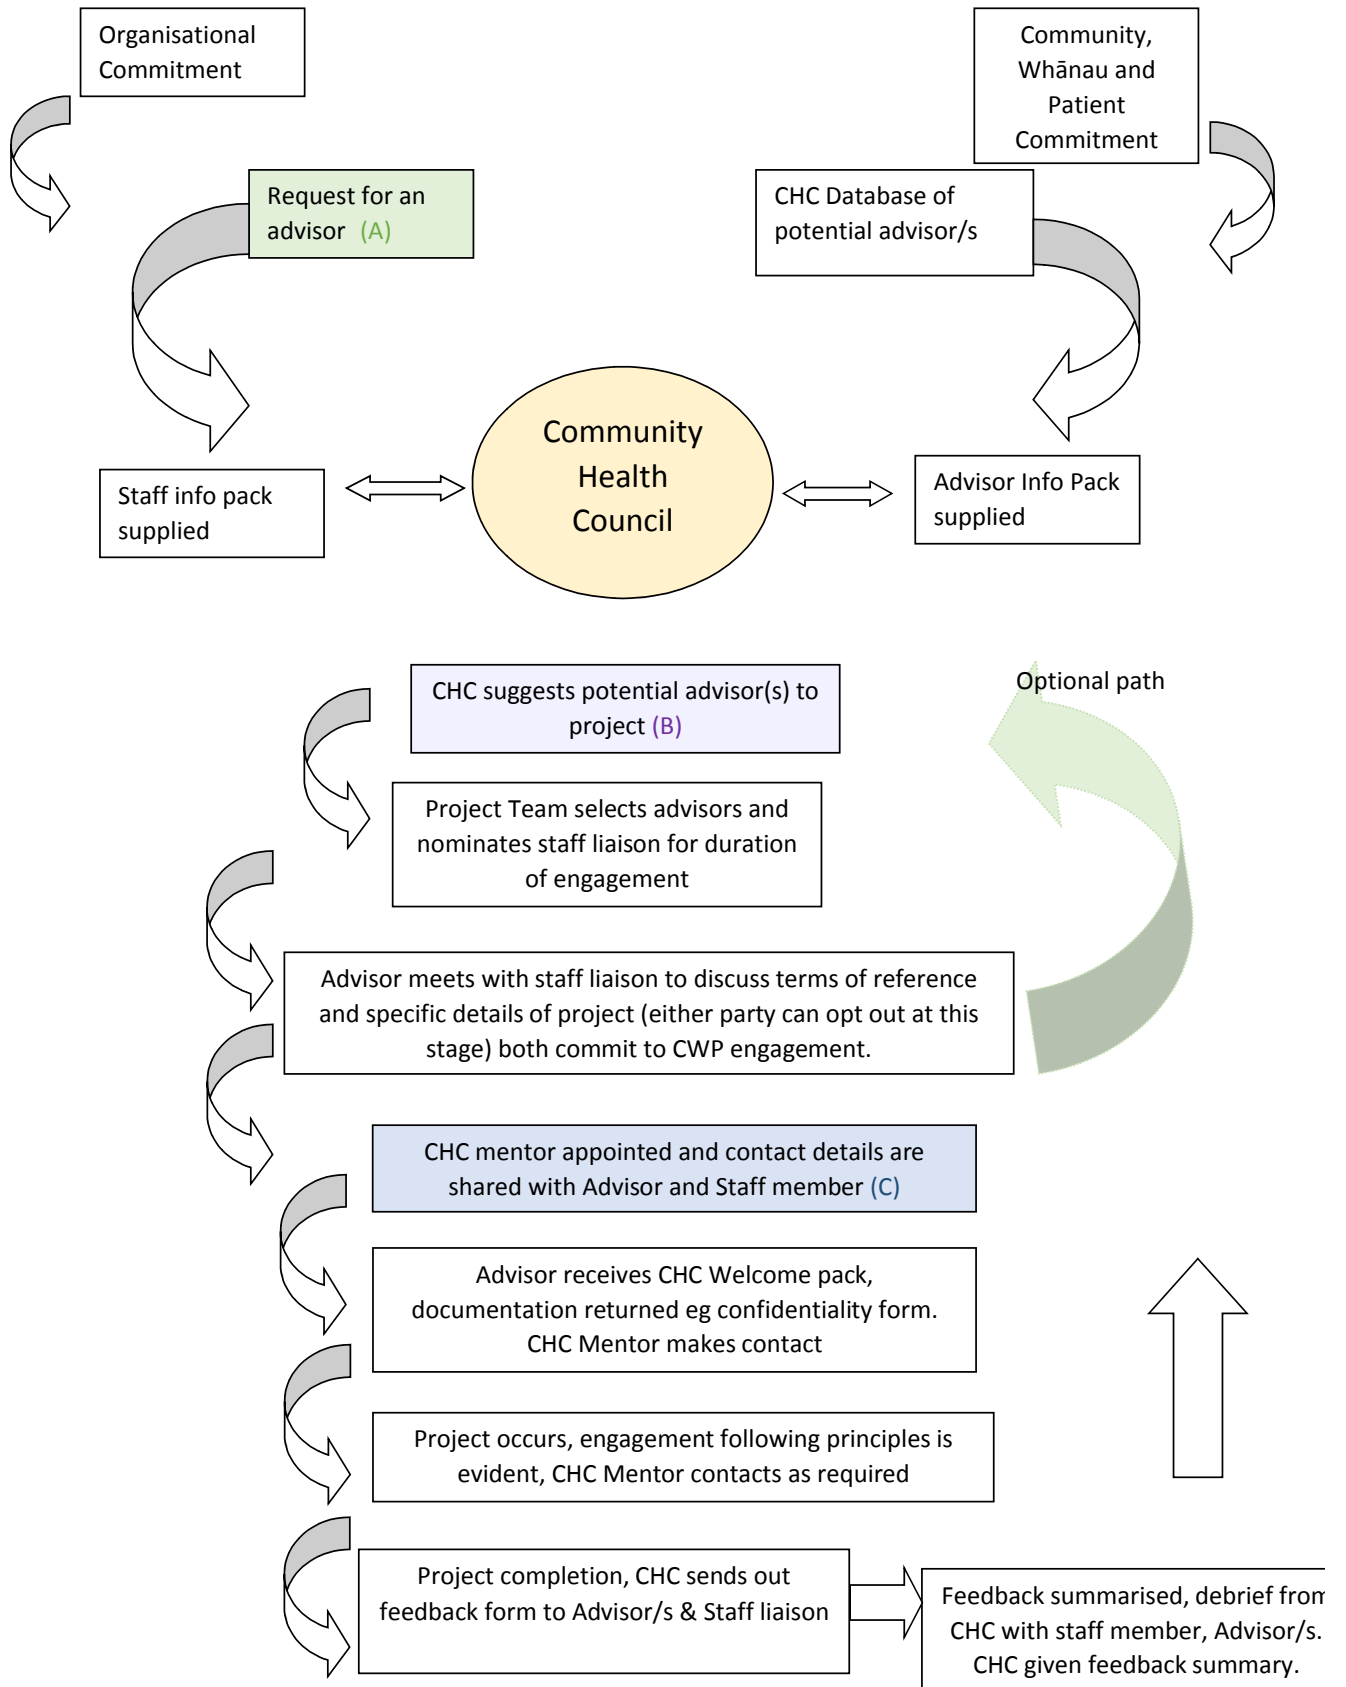 Organisational
Commitment
Community,
Whānau and
Patient
Commitment
Request for an
advisor (A)
CHC Database of
potential advisor/s
Community
Health
Council
Staff info pack
supplied
Advisor Info Pack
supplied
CHC suggests potential advisor(s) to
project (B)
Optional path
Project Team selects advisors and
nominates staff liaison for duration
of engagement
Advisor meets with staff liaison to discuss terms of reference
and specific details of project (either party can opt out at this
stage) both commit to CWP engagement.
CHC mentor appointed and contact details are
shared with Advisor and Staff member (C)
Advisor receives CHC Welcome pack,
documentation returned eg confidentiality form.
CHC Mentor makes contact
Project occurs, engagement following principles is
evident, CHC Mentor contacts as required
Project completion, CHC sends out
feedback form to Advisor/s & Staff liaison
Feedback summarised, debrief from
CHC with staff member, Advisor/s.
CHC given feedback summary.